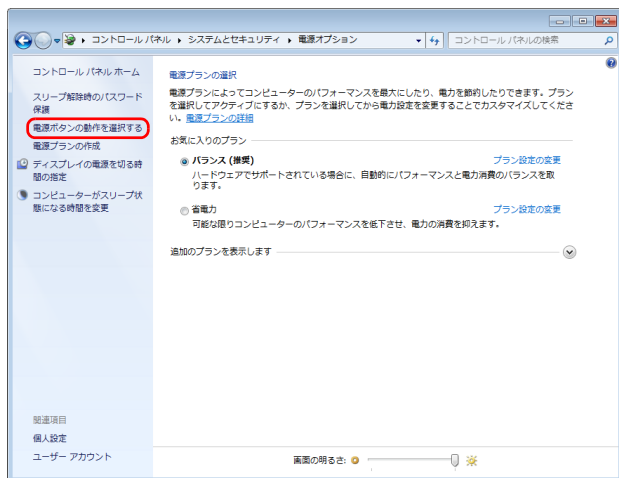 コントロール パネル ▸ システムとセキュリティ ▸ 電源オプション
コントロール パネルの検索
コントロール パネル ホーム
スリープ解除時のパスワード
保護
電源ボタンの動作を選択する
電源プランの作成
ディスプレイの電源を切る時
間の指定
コンピューターがスリープ状
態になる時間を変更
関連項目
個人設定
ユーザー アカウント
電源プランの選択
電源プランによってコンピューターのパフォーマンスを最大にしたり、電力を節約したりできます。プラン
を選択してアクティブにするか、プランを選択してから電力設定を変更することでカスタマイズしてくださ
い。電源プランの詳細
お気に入りのプラン
バランス (推奨) プラン設定の変更
ハードウェアでサポートされている場合に、自動的にパフォーマンスと電力消費のバランスを取
ります。
省電力 プラン設定の変更
可能な限りコンピューターのパフォーマンスを低下させ、電力の消費を抑えます。
追加のプランを表示します
画面の明るさ: